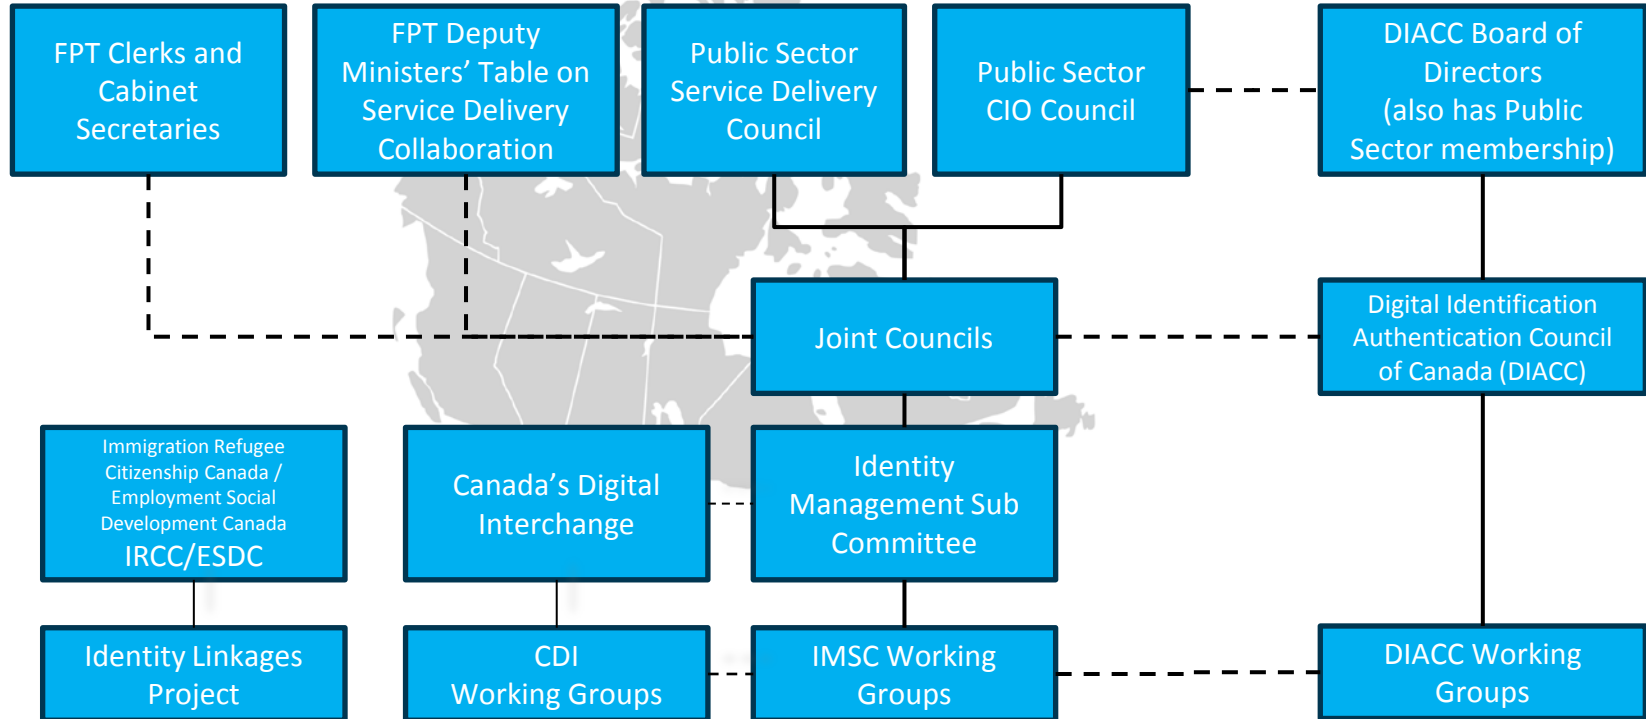 FPT Clerks and
Cabinet
Secretaries
FPT Deputy
Ministers’ Table on
Service Delivery
Collaboration
Public Sector
Service Delivery
Council
Public Sector
CIO Council
DIACC Board of
Directors
(also has Public
Sector membership)
Joint Councils
Digital Identification
Authentication Council
of Canada (DIACC)
Immigration Refugee
Citizenship Canada /
Employment Social
Development Canada
IRCC/ESDC
Canada’s Digital
Interchange
Identity
Management Sub
Committee
Identity Linkages
Project
CDI
Working Groups
IMSC Working
Groups
DIACC Working
Groups